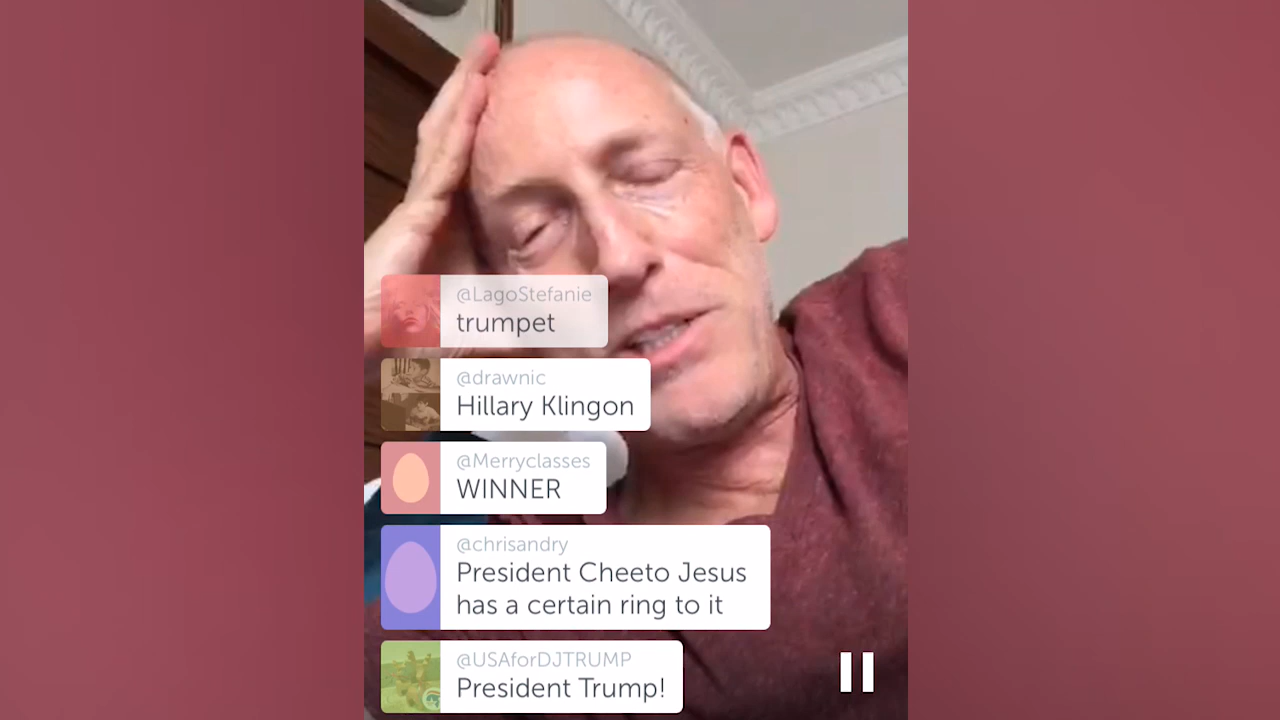 @LagoStefanie
trumpet
@drawnic
Hillary Klingon
@Merryclasses
WINNER
@chrisandry
President Cheeto Jesus
has a certain ring to it
@USAforDJTRUMP
President Trump!